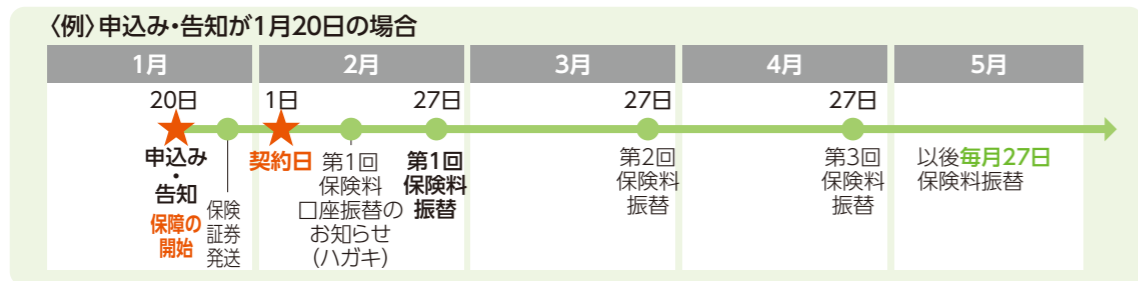 〈例〉申込み・告知が1月20日の場合
1月
2月
3月
4月
5月
20日
1日
27日
27日
27日
申込み
・
告知
保障の
開始
保険
証券
発送
契約日
第1回
保険料
口座振替の
お知らせ
(ハガキ)
第1回
保険料
振替
第2回
保険料
振替
第3回
保険料
振替
以後毎月27日
保険料振替